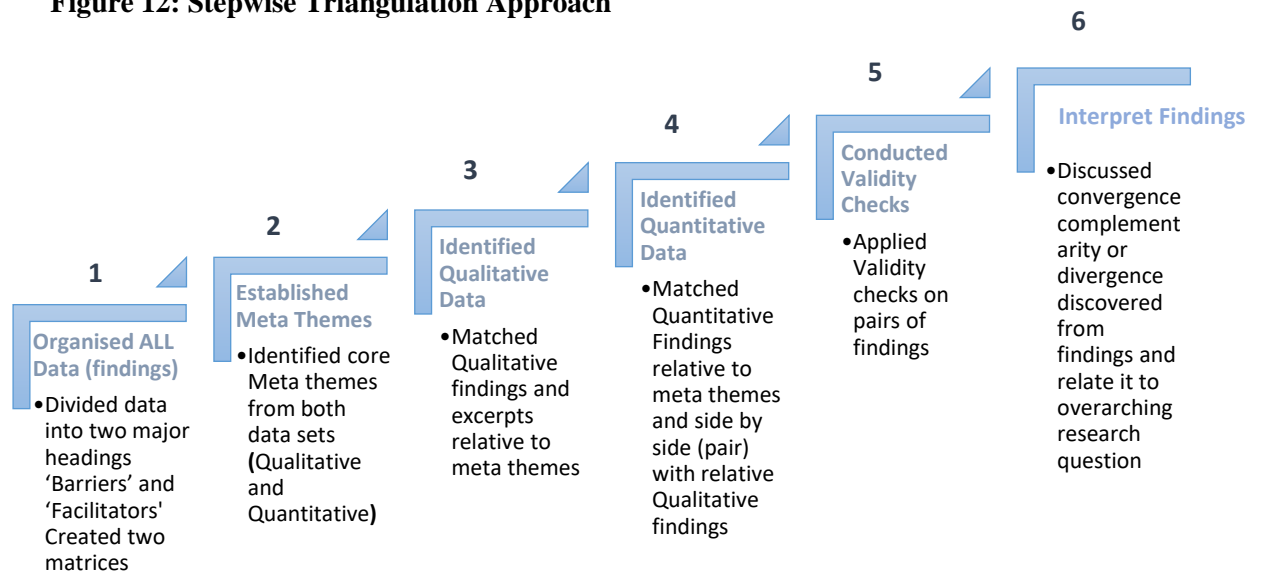 Figure 12: Stepwise Triangulation Approach
1
Organised ALL
Data (findings)
•Divided data
into two major
headings
‘Barriers’ and
‘Facilitators'
Created two
matrices
2
Established
Meta Themes
•Identified core
Meta themes
from both
data sets
(Qualitative
and
Quantitative)
3
Identified
Qualitative
Data
•Matched
Qualitative
findings and
excerpts
relative to
meta themes
4
Identified
Quantitative
Data
•Matched
Quantitative
Findings
relative to
meta themes
and side by
side (pair)
with relative
Qualitative
findings
5
Conducted
Validity
Checks
•Applied
Validity
checks on
pairs of
findings
6
Interpret Findings
•Discussed
convergence
complement
arity or
divergence
discovered
from
findings and
relate it to
overarching
research
question